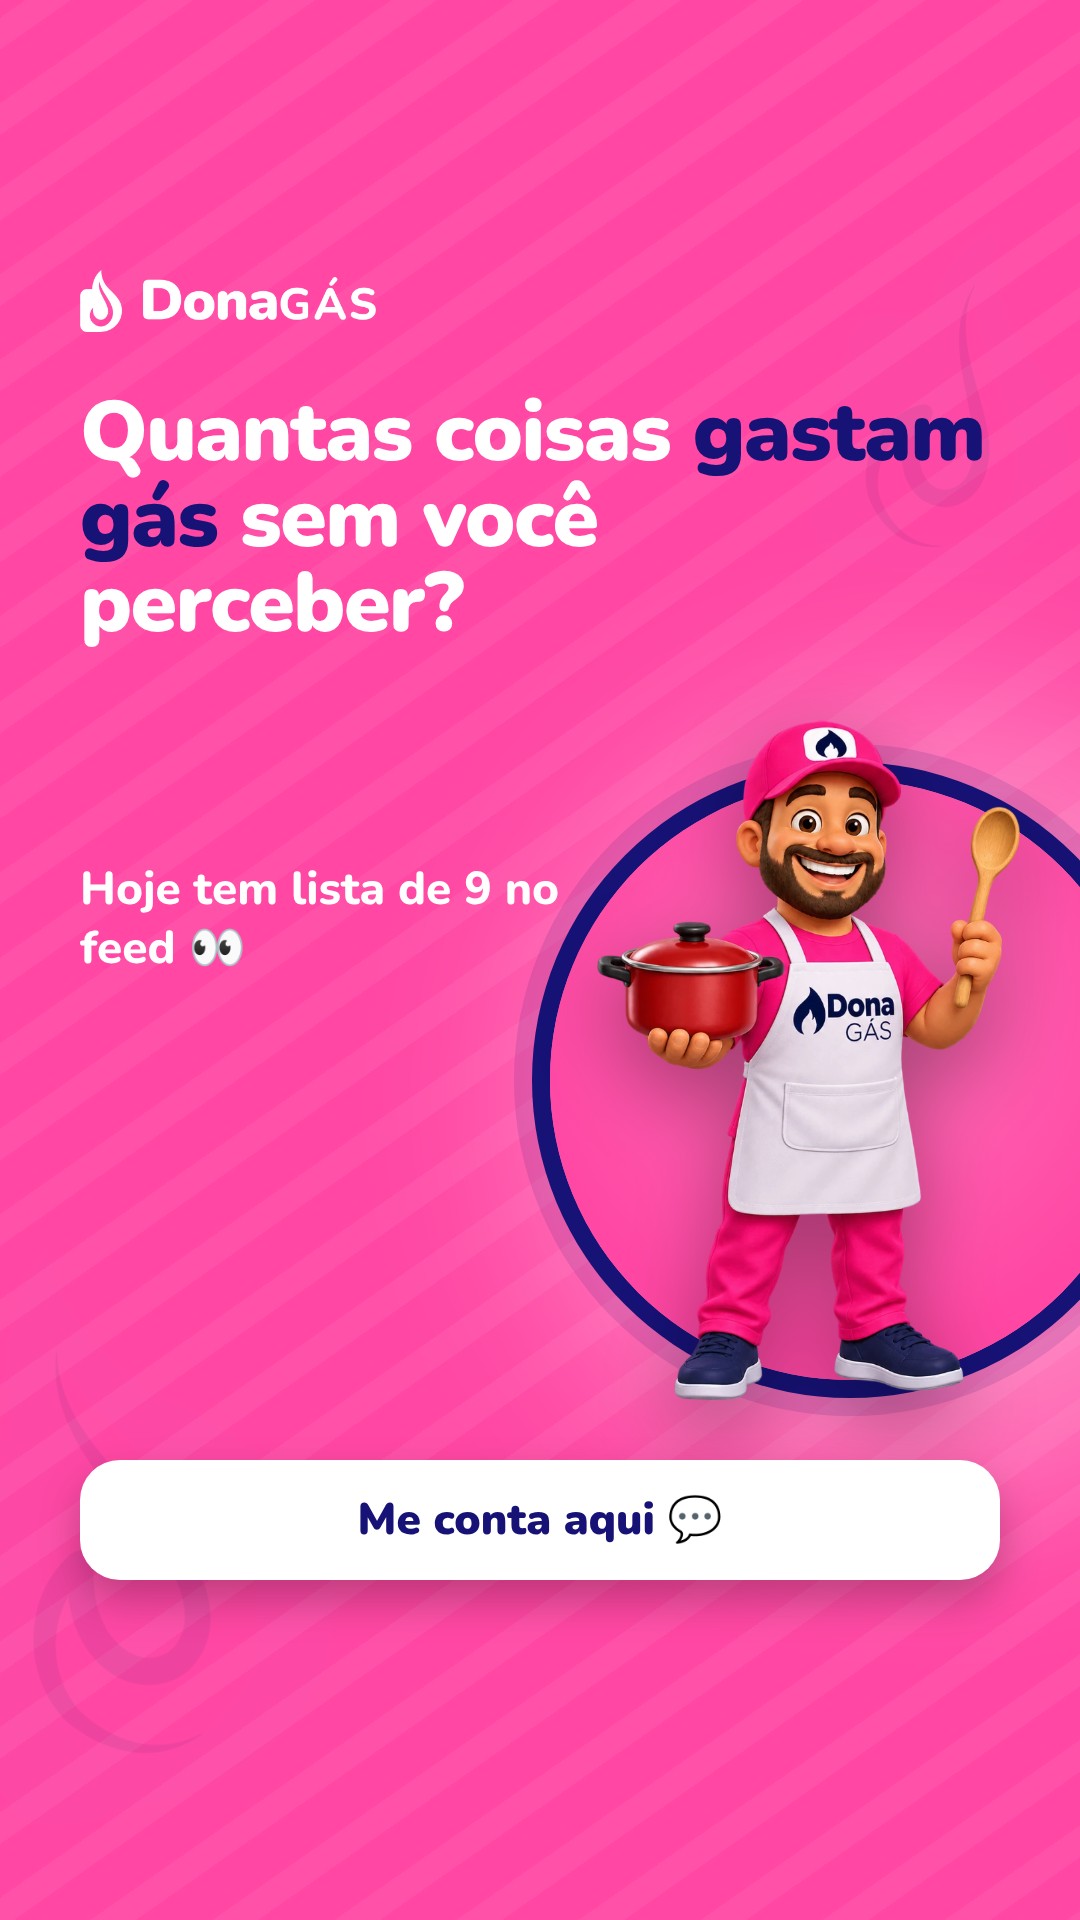 DonaGÁS
Quantas coisas gastam
gás sem você
perceber?
Hoje tem lista de 9 no
feed 👀
Dona
GÁS
Me conta aqui 💬